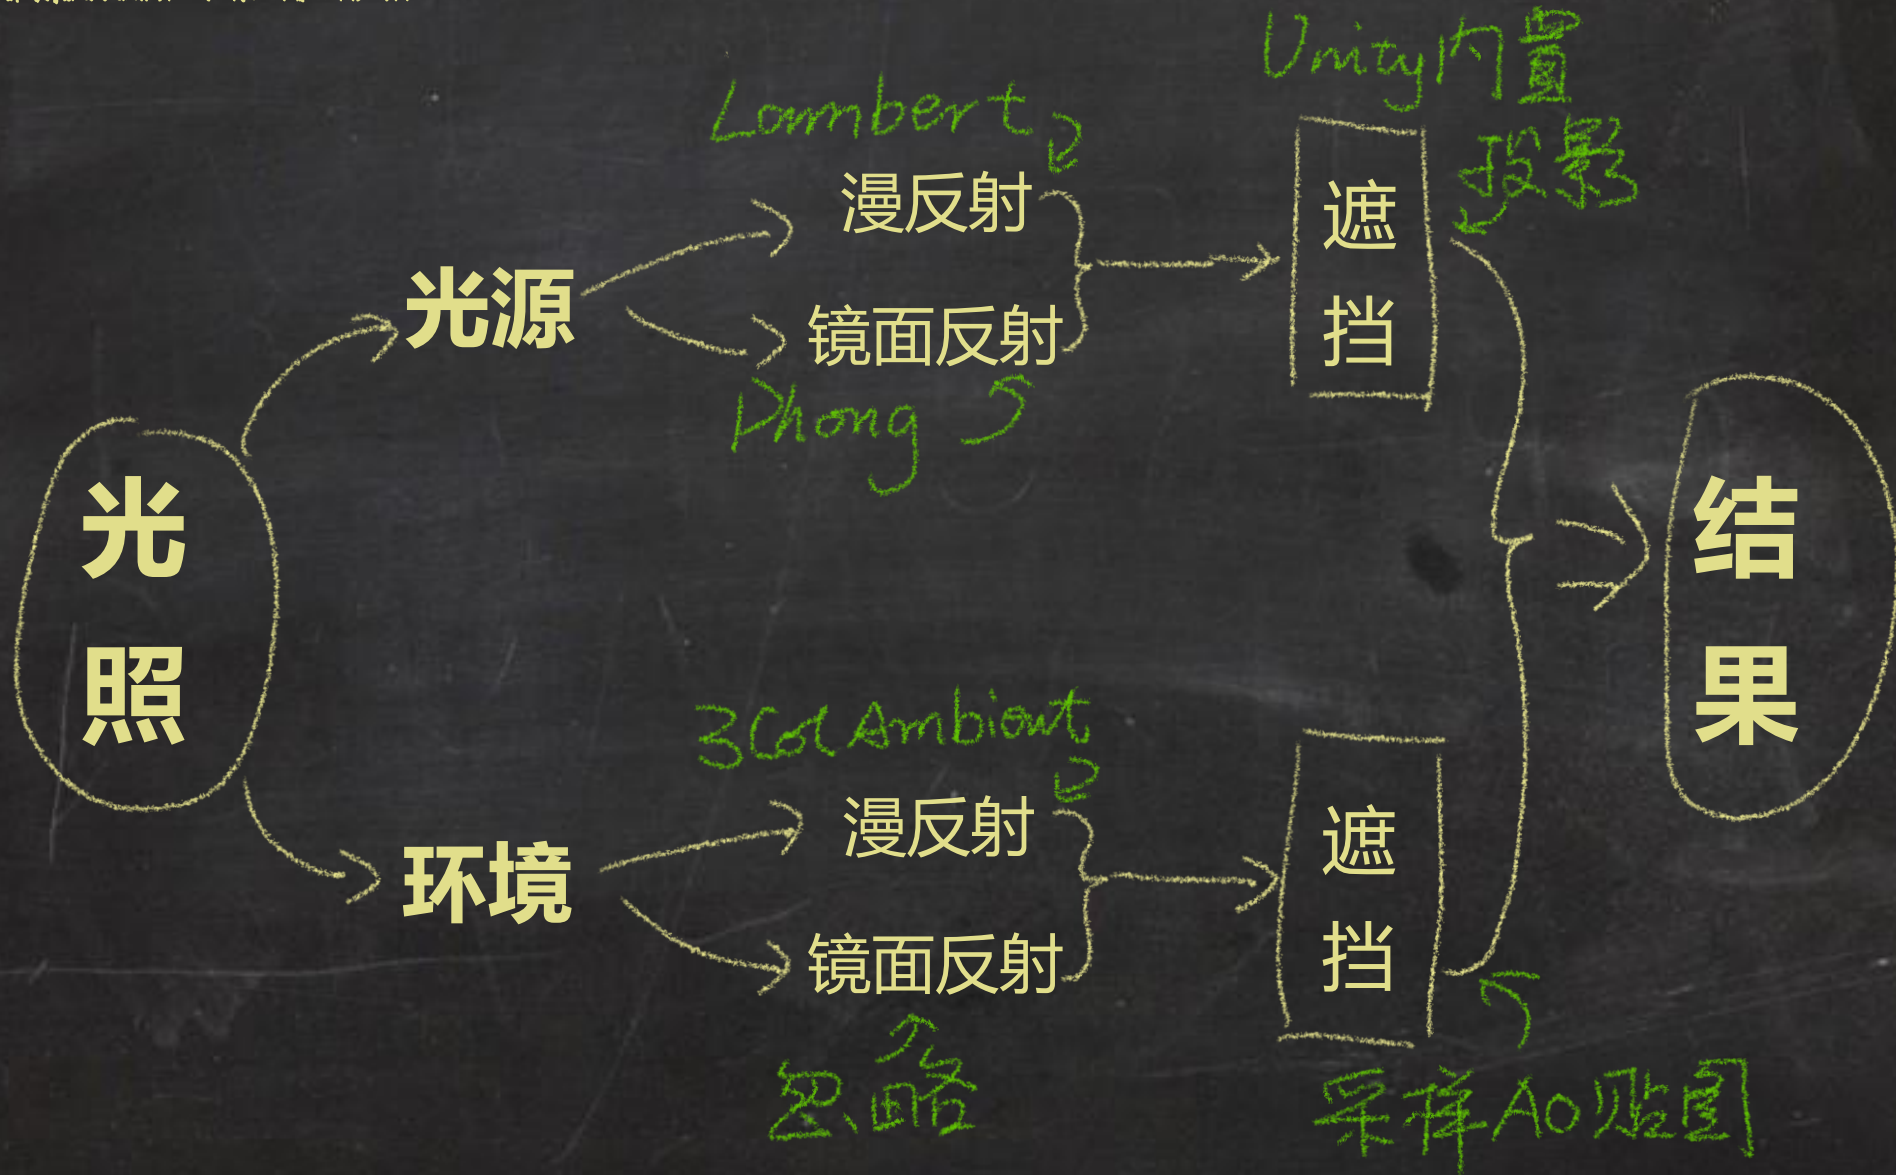 Unity内置
投影
Lambert
漫反射
遮
挡
光源
镜面反射
Phong
光
照
结
果
3Col Ambient
漫反射
遮
挡
环境
镜面反射
忽略
采样AO贴图